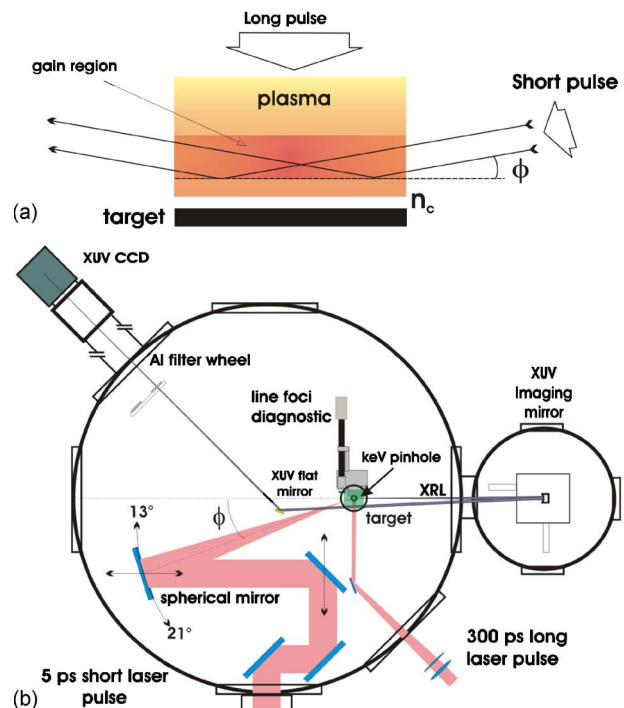 Long pulse
gain region
Short pulse
plasma
ϕ
n_c
(a)
target
XUV CCD
Al filter wheel
XUV
Imaging
mirror
line foci
diagnostic
keV pinhole
XUV flat
mirror
XRL
target
13°
ϕ
spherical mirror
21°
300 ps long
laser pulse
5 ps short laser
pulse
(b)